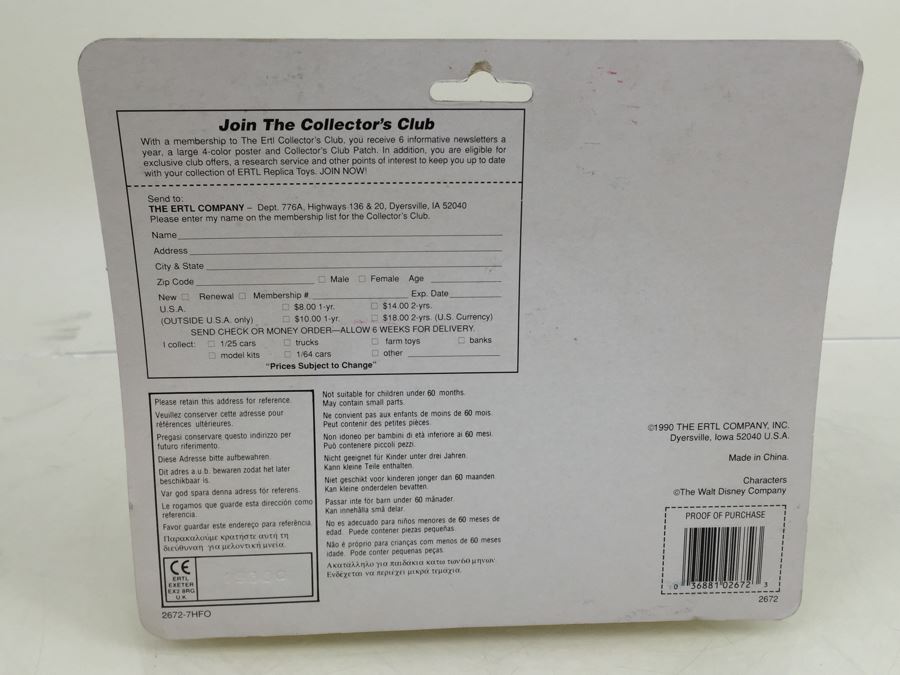 Join The Collector's Club
With a membership to The Ertl Collector's Club, you receive 6 informative newsletters a
year, a large 4-color poster and Collector's Club Patch. In addition, you are eligible for
exclusive club offers, a research service and other points of interest to keep you up to date
with your collection of ERTL Replica Toys. JOIN NOW!
Send to:
THE ERTL COMPANY – Dept. 776A, Highways 136 & 20, Dyersville, IA 52040
Please enter my name on the membership list for the Collector's Club.
Name
Address
City & State
Zip Code □ Male □ Female Age
New □ Renewal □ Membership # Exp. Date
U.S.A. □ $8.00 1-yr. □ $14.00 2-yrs.
(OUTSIDE U.S.A. only) □ $10.00 1-yr. □ $18.00 2-yrs. (U.S. Currency)
SEND CHECK OR MONEY ORDER—ALLOW 6 WEEKS FOR DELIVERY.
I collect: □ 1/25 cars □ trucks □ farm toys □ banks
□ model kits □ 1/64 cars □ other
"Prices Subject to Change"
Please retain this address for reference.
Veuillez conserver cette adresse pour
références ultérieures.
Pregasi conservare questo indirizzo per
futuro riferimento.
Diese Adresse bitte aufbewahren.
Dit adres a.u.b. bewaren zodat het later
beschikbaar is.
Var god spara denna adress för referens.
Le rogamos que guarde esta dirección como
referencia.
Favor guardar este endereço para referência.
Παρακαλούμε κρατήστε αυτή τη
διεύθυναη για μελοντική μνεία.
CE
ERTL
EXETER
EX2 8RG
U.K
2672-7HFO
Not suitable for children under 60 months.
May contain small parts.
Ne convient pas aux enfants de moins de 60 mois.
Peut contenir des petites pièces.
Non idoneo per bambini di età inferiore ai 60 mesi.
Può contenere piccoli pezzi.
Nicht geeignet für Kinder unter drei Jahren.
Kann kleine Teile enthalten.
Niet geschikt voor kinderen jonger dan 60 maanden.
Kan kleine onderdelen bevatten.
Passar inte för barn under 60 månader.
Kan innehålla små delar.
No es adecuado para niños menores de 60 meses de
edad. Puede contener piezas pequeñas.
Não é próprio para crianças com menos de 60 meses
idade. Pode conter pequenas peças.
Ακατάλληλο για παιδάκια κατω των 60 μηνων.
Ενδεχεται να περιέχει μικρά τεμαχια.
©1990 THE ERTL COMPANY, INC.
Dyersville, Iowa 52040 U.S.A.
Made in China.
Characters
©The Walt Disney Company
PROOF OF PURCHASE
0 36881 02672 3
2672